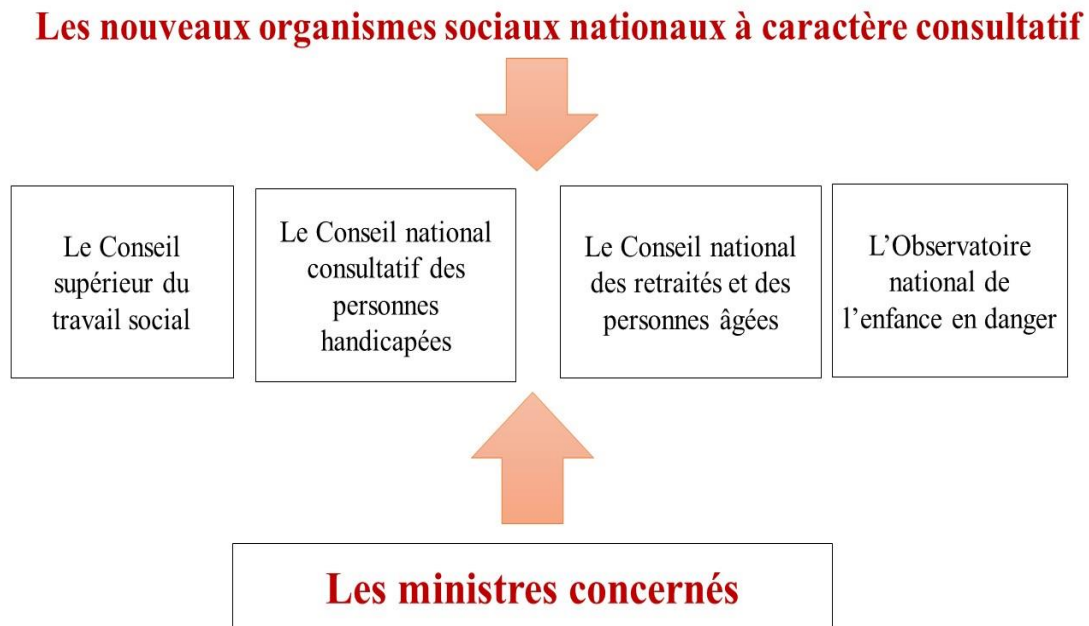 Les nouveaux organismes sociaux nationaux à caractère consultatif
Le Conseil
supérieur du
travail social
Le Conseil national
consultatif des
personnes
handicapées
Le Conseil national
des retraités et des
personnes âgées
L’Observatoire
national de
l’enfance en danger
Les ministres concernés